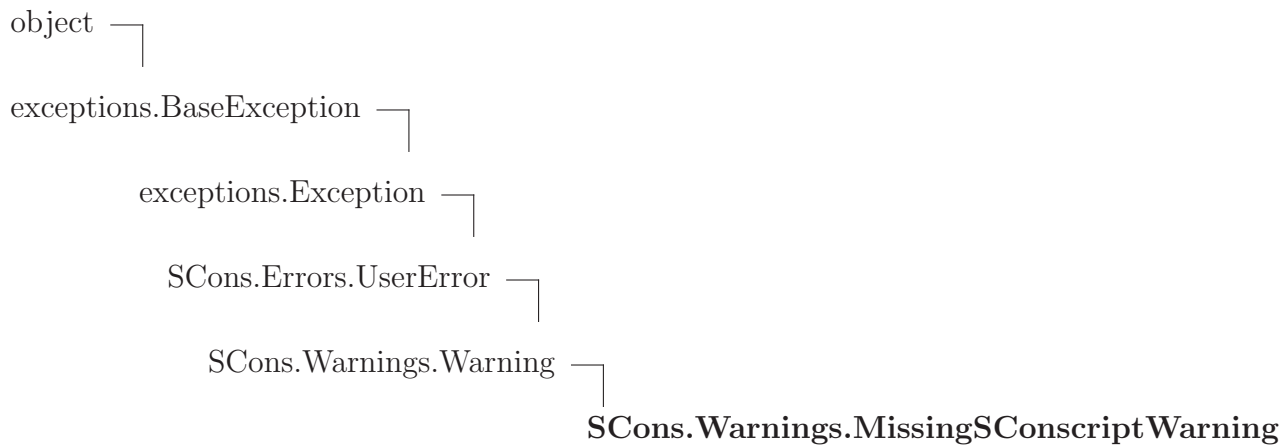 object
exceptions.BaseException
exceptions.Exception
SCons.Errors.UserError
SCons.Warnings.Warning
SCons.Warnings.MissingSConscriptWarning